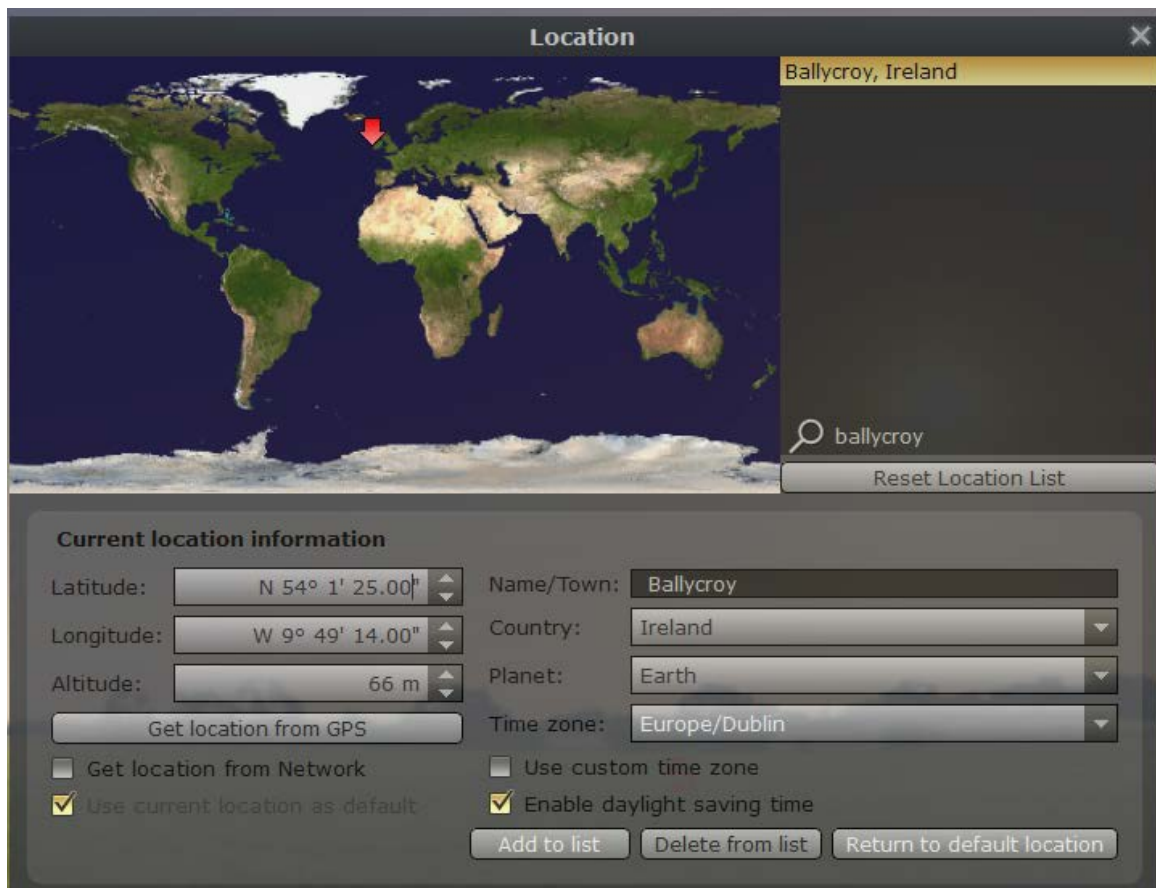 Location
Ballycroy, Ireland
ballycroy
Reset Location List
Current location information
Latitude: N 54° 1' 25.00"
Longitude: W 9° 49' 14.00"
Altitude: 66 m
Get location from GPS
Get location from Network
Use current location as default
Name/Town: Ballycroy
Country: Ireland
Planet: Earth
Time zone: Europe/Dublin
Use custom time zone
Enable daylight saving time
Add to list
Delete from list
Return to default location